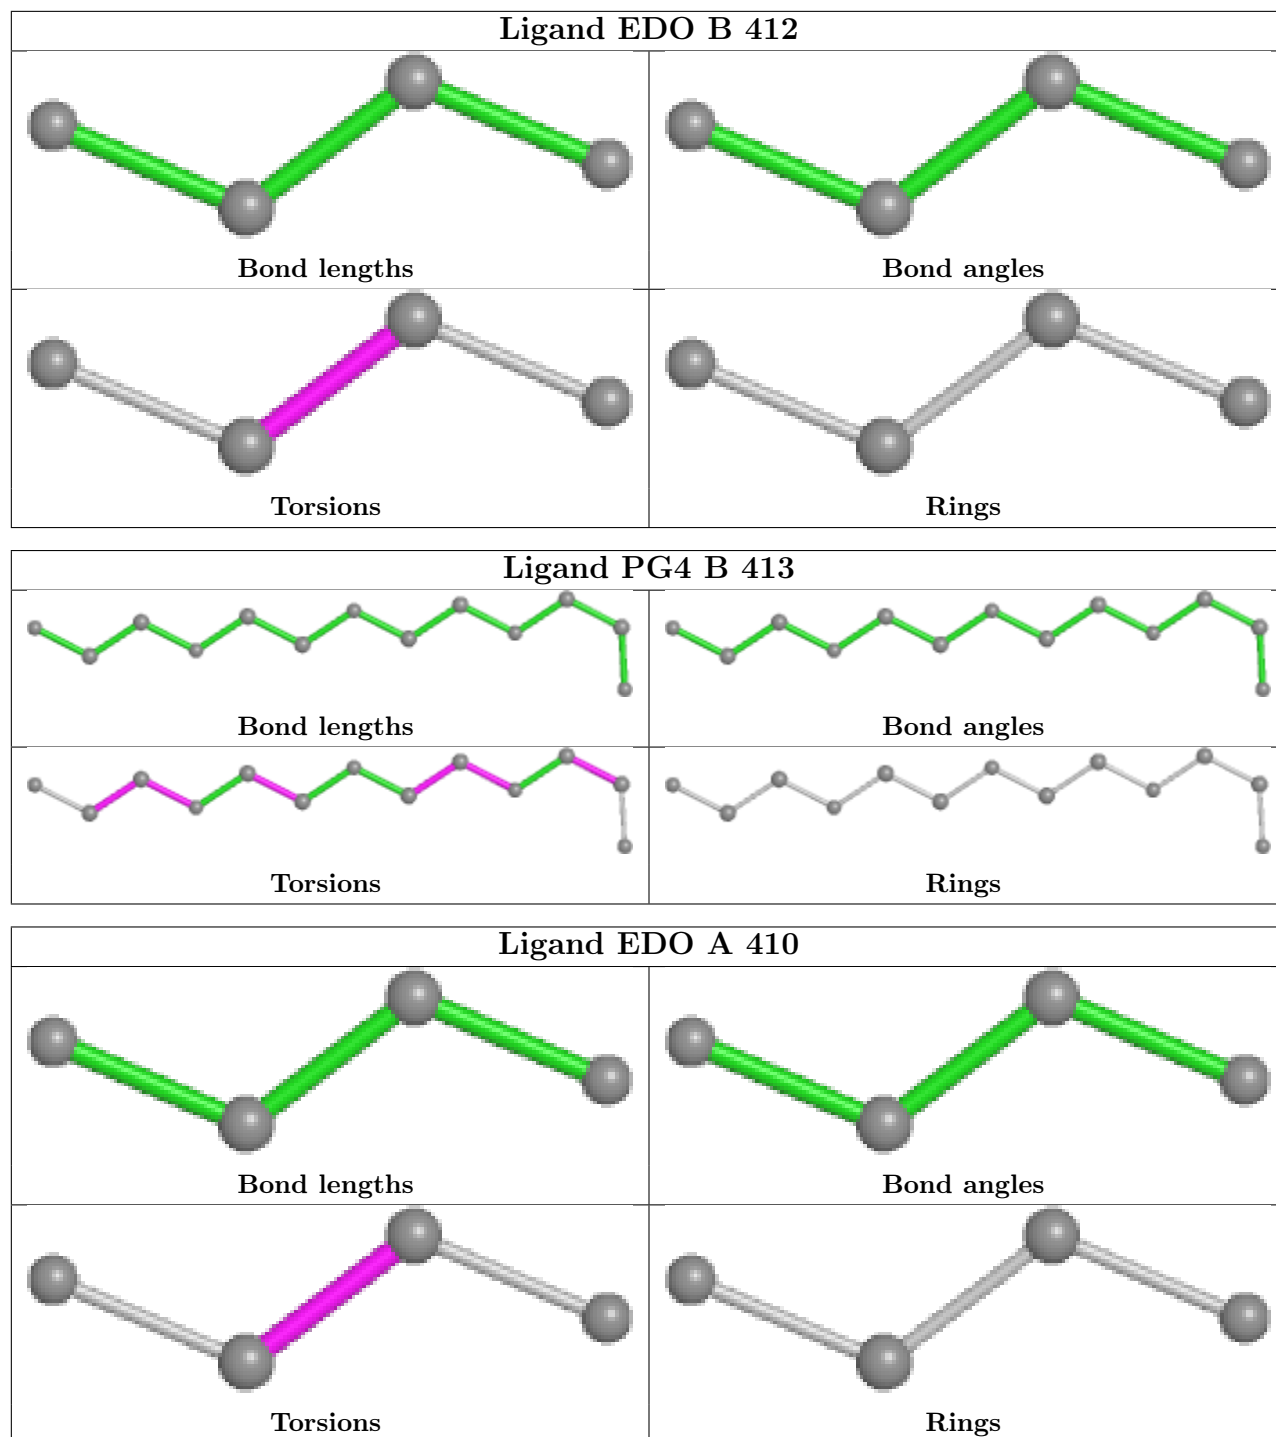 Ligand EDO B 412
Bond lengths
Bond angles
Torsions
Rings
Ligand PG4 B 413
Bond lengths
Bond angles
Torsions
Rings
Ligand EDO A 410
Bond lengths
Bond angles
Torsions
Rings